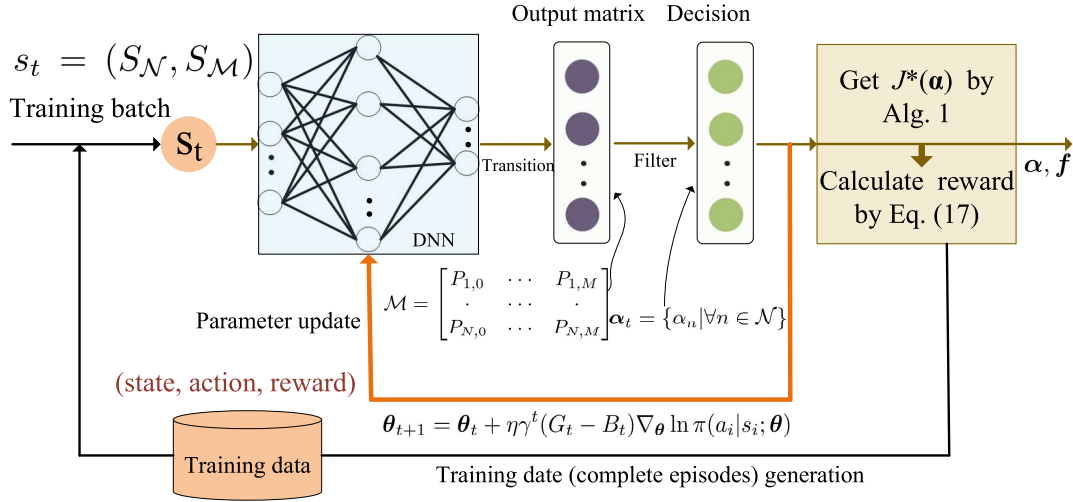 Output matrix
Decision
s_t = (S_𝒩, S_ℳ)
Training batch
S_t
DNN
Transition
Filter
Get J*(α) by
Alg. 1
Calculate reward
by Eq. (17)
α, f
ℳ = [ P_{1,0} ⋯ P_{1,M}
· ⋯ ·
P_{N,0} ⋯ P_{N,M} ]
α_t = {α_n|∀n ∈ 𝒩}
Parameter update
(state, action, reward)
θ_{t+1} = θ_t + ηγ^t(G_t − B_t)∇_θ ln π(a_i|s_i; θ)
Training data
Training date (complete episodes) generation